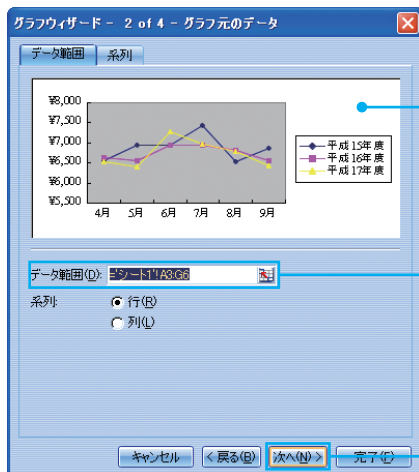 グラフウィザード - 2 of 4 - グラフ元のデータ
データ範囲 系列
¥8,000
¥7,500
¥7,000
¥6,500
¥6,000
¥5,500
4月 5月 6月 7月 8月 9月
平成15年度
平成16年度
平成17年度
データ範囲(D): ='シート1'!A3:G6
系列: 行(R)
列(L)
キャンセル < 戻る(B) 次へ(N) > 完了(F)